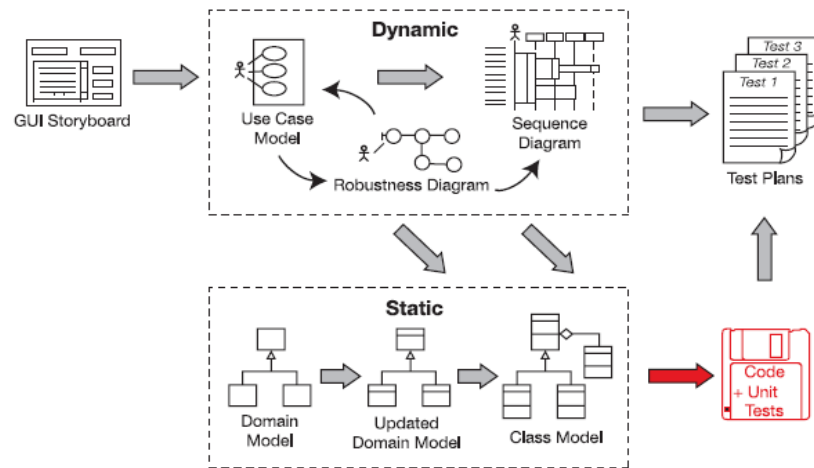 Dynamic
GUI Storyboard
Use Case
Model
Robustness Diagram
Sequence
Diagram
Test 3
Test 2
Test 1
Test Plans
Static
Domain
Model
Updated
Domain Model
Class Model
Code
+ Unit
Tests